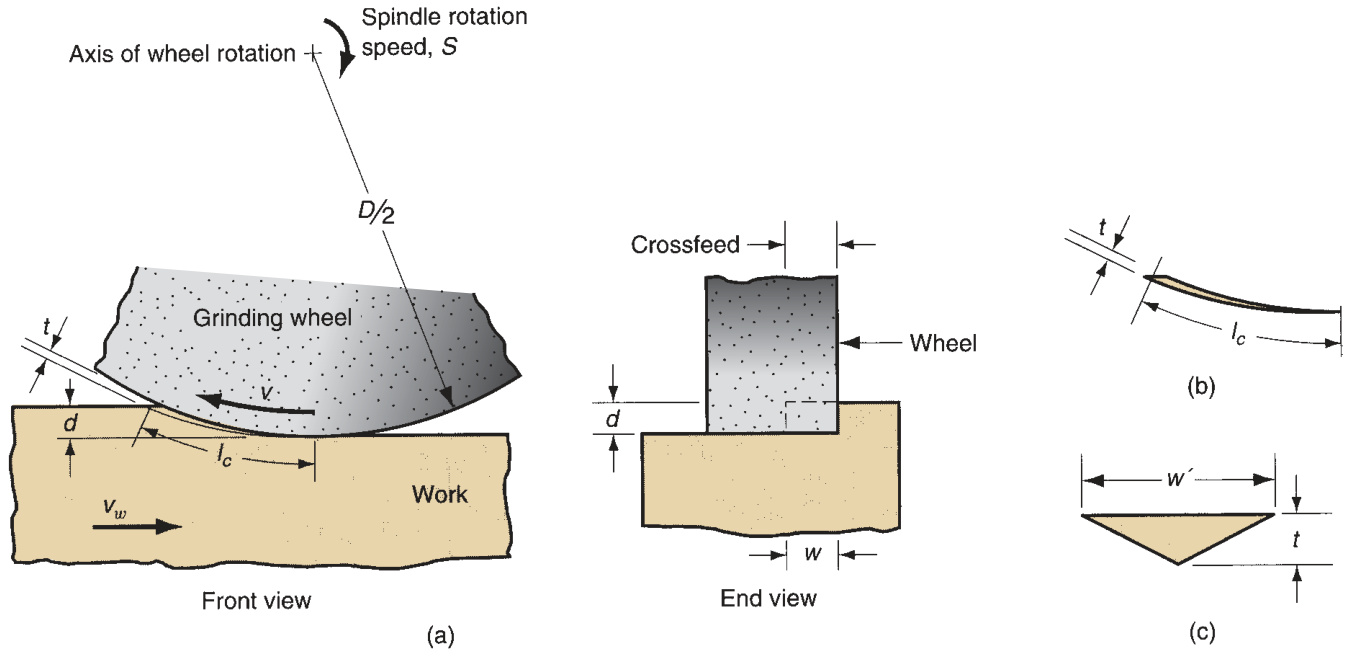 Spindle rotation
speed, S
Axis of wheel rotation
D/2
Crossfeed
t
Grinding wheel
t
Wheel
l_c
v
(b)
d
d
l_c
w´
Work
v_w
t
w
Front view
End view
(a)
(c)